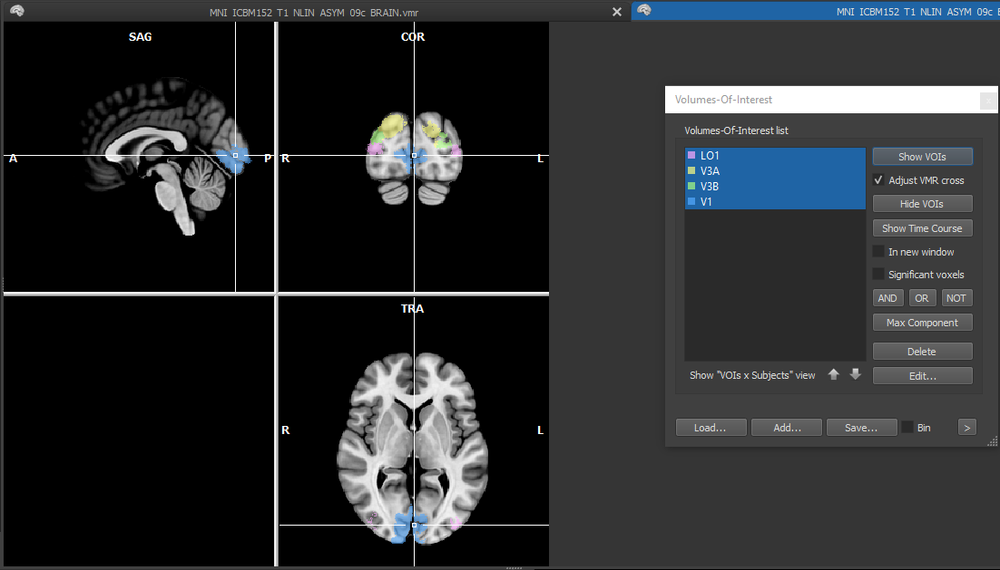 MNI ICBM152 T1 NLIN ASYM 09c BRAIN.vmr
MNI ICBM152 T1 NLIN ASYM 09c
SAG
COR
A
P
R
L
TRA
R
L
Volumes-Of-Interest
Volumes-Of-Interest list
LO1
V3A
V3B
V1
Show VOIs
Adjust VMR cross
Hide VOIs
Show Time Course
In new window
Significant voxels
AND
OR
NOT
Max Component
Delete
Show "VOIs x Subjects" view
Edit...
Load...
Add...
Save...
Bin
>